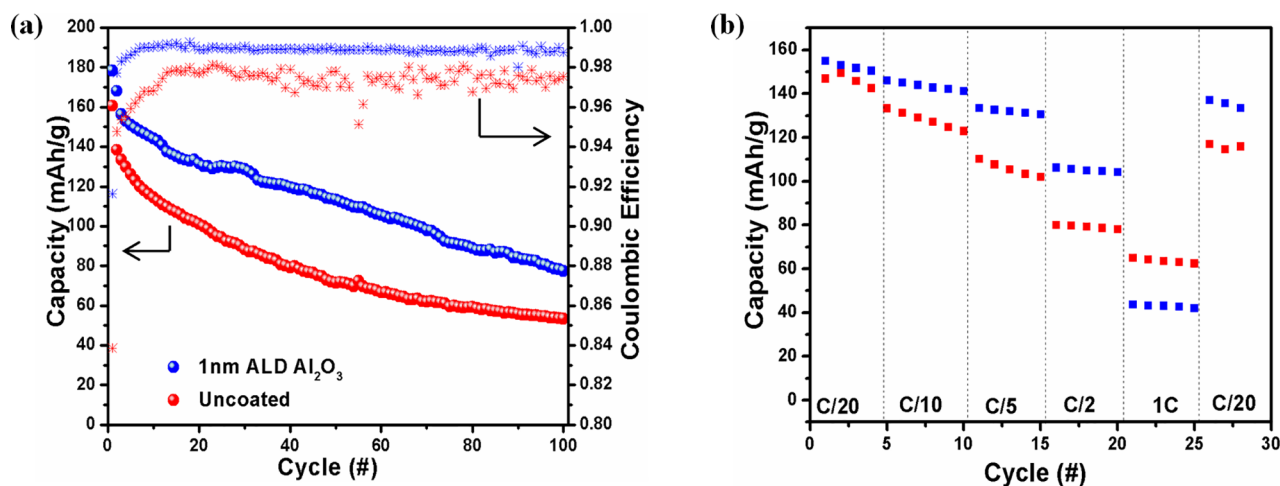 (a)
200
180
160
140
120
100
80
60
40
20
0
Capacity (mAh/g)
1.00
0.98
0.96
0.94
0.92
0.90
0.88
0.86
0.84
0.82
0.80
Coulombic Efficiency
1nm ALD Al₂O₃
Uncoated
0 20 40 60 80 100
Cycle (#)
(b)
160
140
120
100
80
60
40
20
0
Capacity (mAh/g)
C/20 C/10 C/5 C/2 1C C/20
0 5 10 15 20 25 30
Cycle (#)